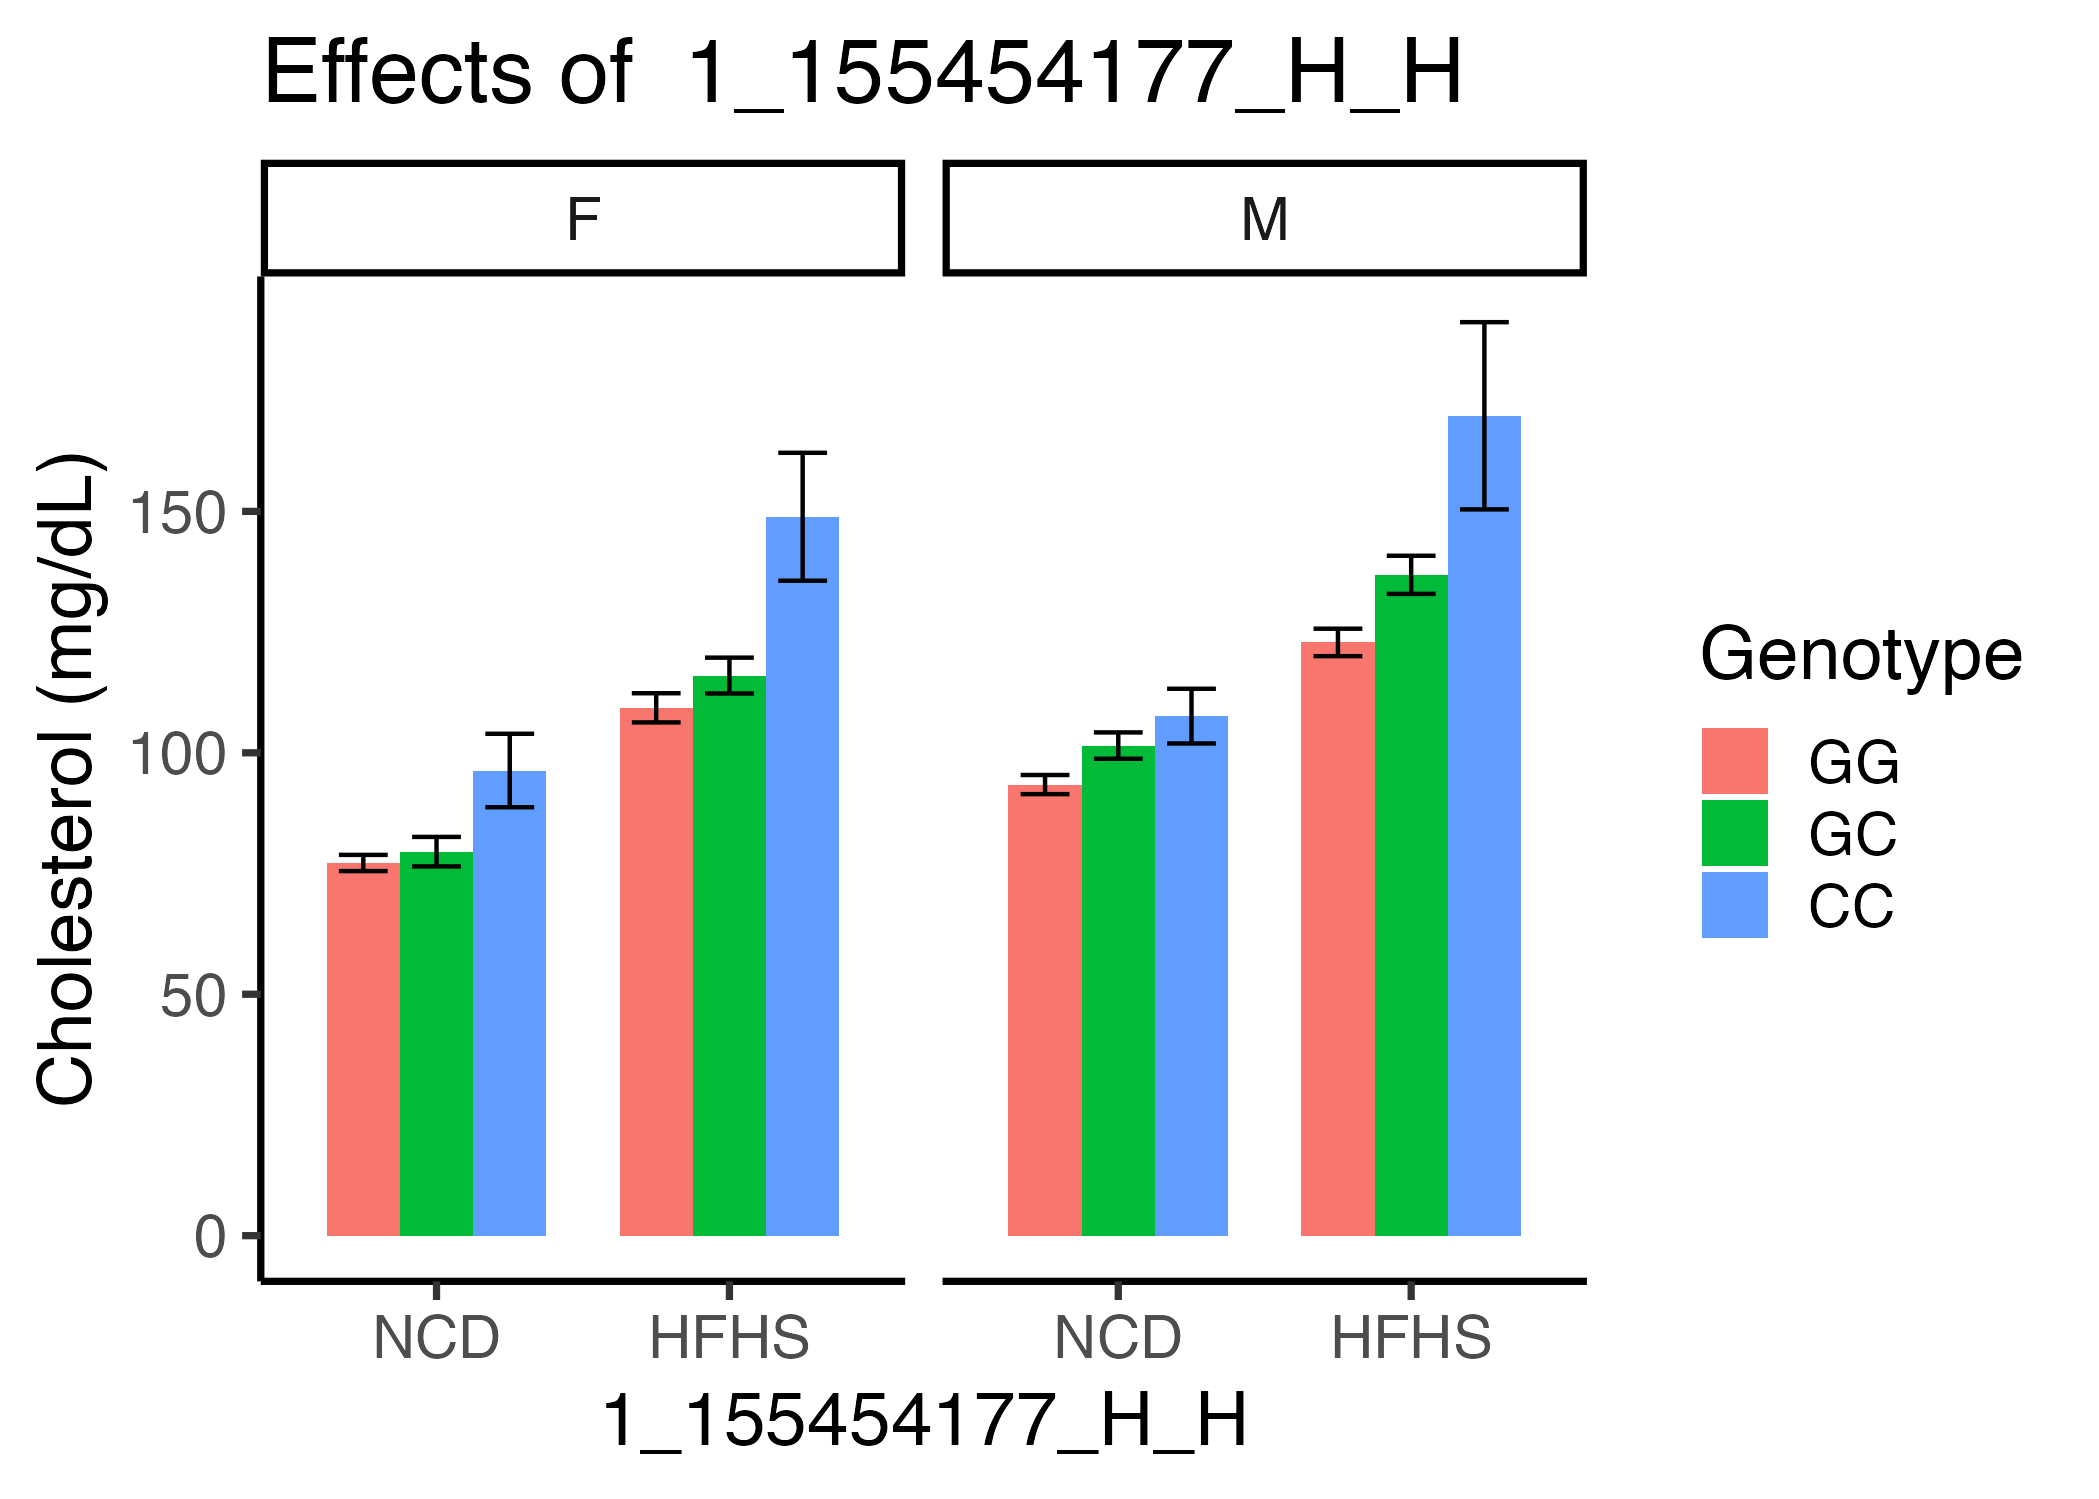 Effects of  1_155454177_H_H
F
M
Cholesterol (mg/dL)
150
100
50
0
NCD
HFHS
NCD
HFHS
1_155454177_H_H
Genotype
GG
GC
CC